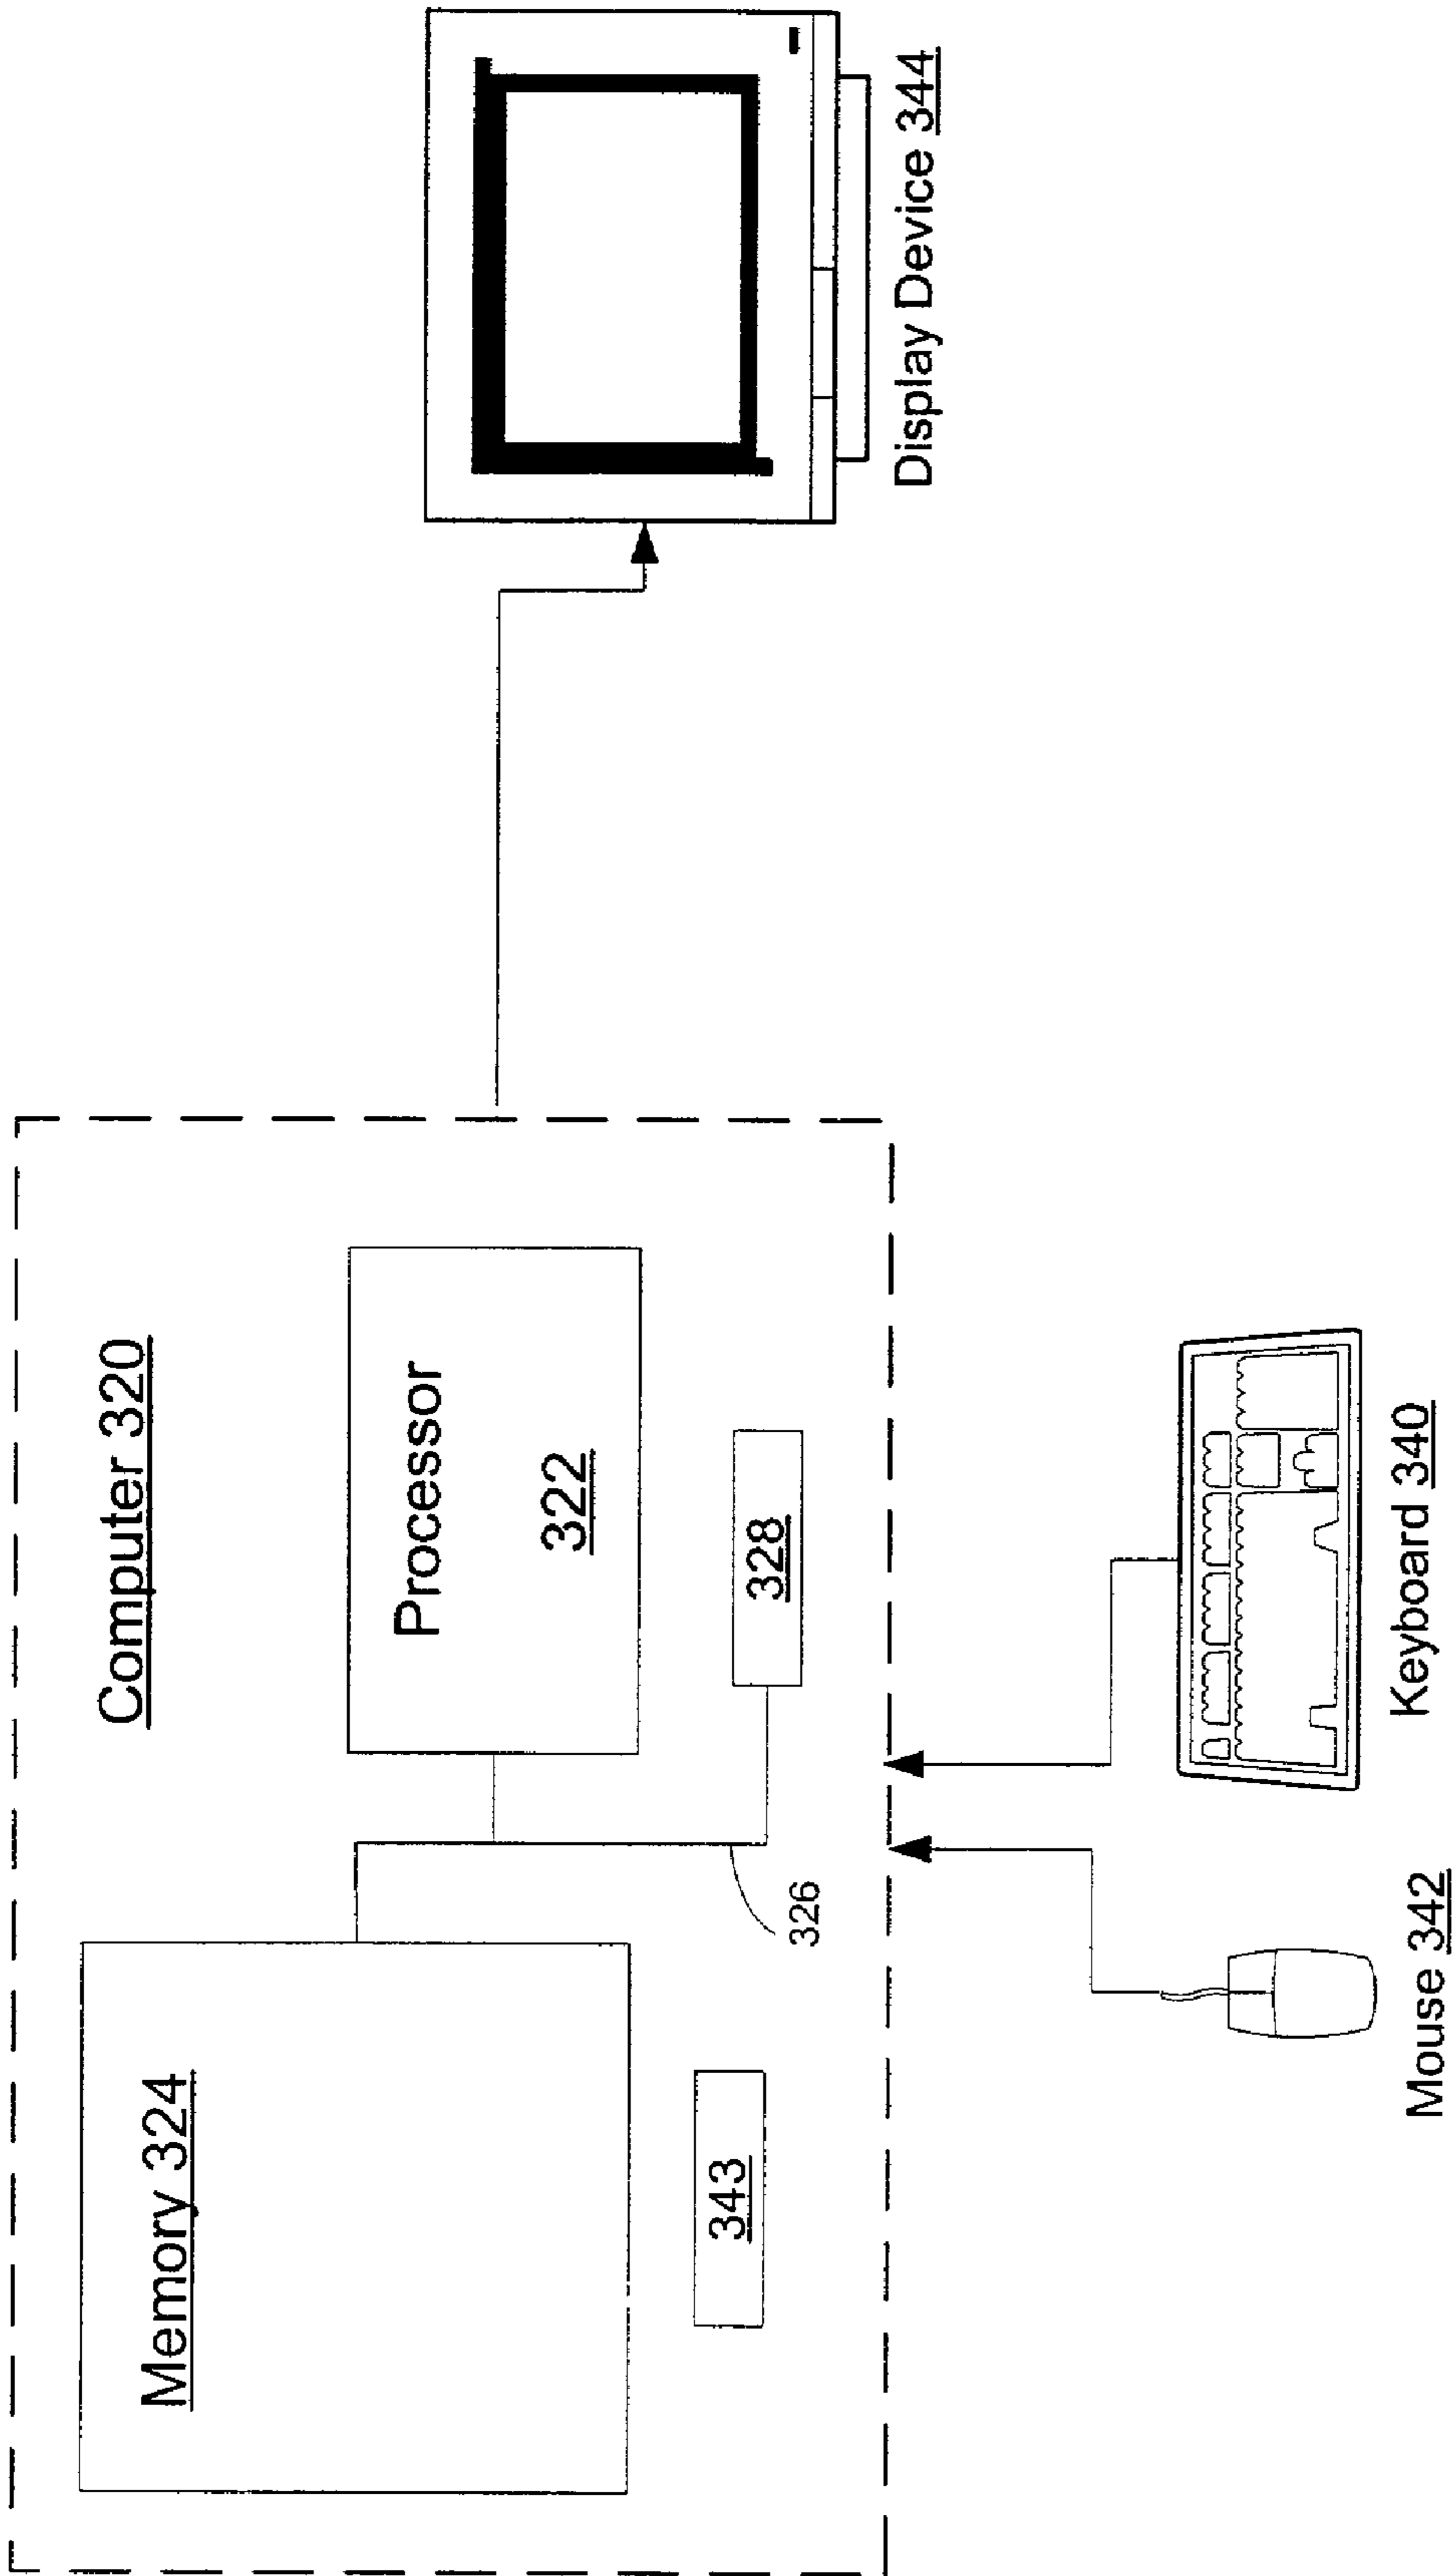 Computer 320
Memory 324
Processor
322
326
328
343
Display Device 344
Keyboard 340
Mouse 342